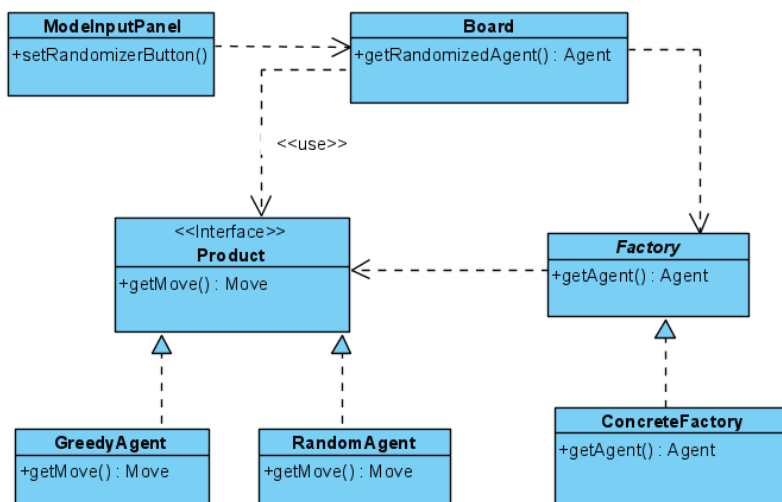 ModeInputPanel
+setRandomizerButton()
Board
+getRandomizedAgent() : Agent
<<use>>
<<Interface>>
Product
+getMove() : Move
Factory
+getAgent() : Agent
GreedyAgent
+getMove() : Move
RandomAgent
+getMove() : Move
ConcreteFactory
+getAgent() : Agent